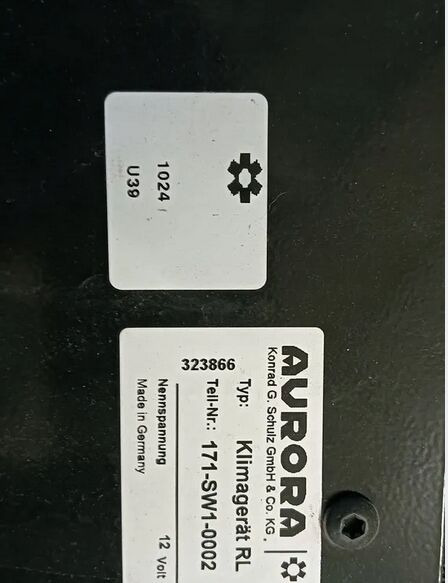 1024 /
U39
AURORA
Konrad G. Schulz GmbH & Co. KG
Typ: Klimagerät RL
323866
Teil-Nr.: 171-SW1-0002
Nennspannung 12 Volt
Made in Germany